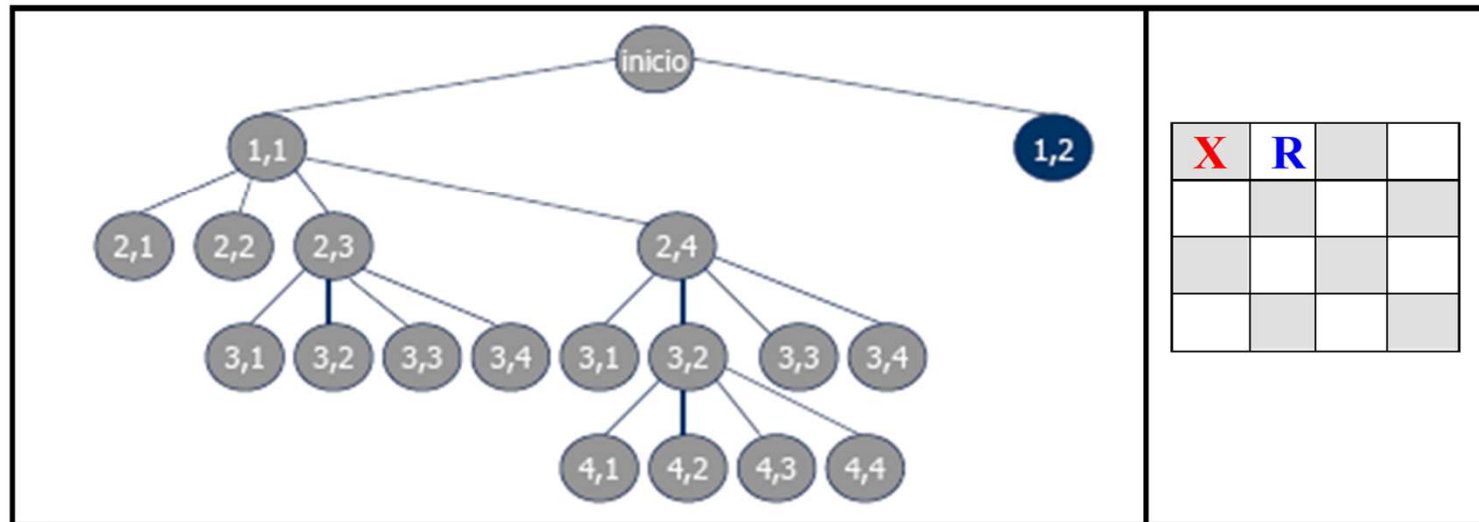 inicio
1,1 1,2
X R
2,1 2,2 2,3 2,4
3,1 3,2 3,3 3,4 3,1 3,2 3,3 3,4
4,1 4,2 4,3 4,4